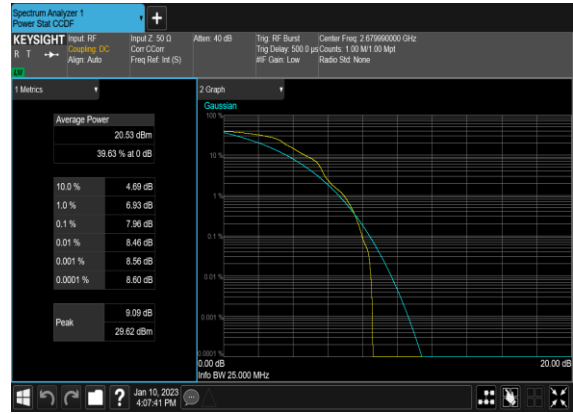 Spectrum Analyzer 1
Power Stat CCDF
KEYSIGHT
R T
LXI
Input: RF
Coupling: DC
Align: Auto
Input Z: 50 Ω
Corr CCorr
Freq Ref: Int (S)
Atten: 40 dB
Trig: RF Burst
Trig Delay: 500.0 µs
#IF Gain: Low
Center Freq: 2.679990000 GHz
Counts: 1.00 M/1.00 Mpt
Radio Std: None
1 Metrics
Average Power
20.53 dBm
39.63 % at 0 dB
10.0 % 4.69 dB
1.0 % 6.93 dB
0.1 % 7.96 dB
0.01 % 8.46 dB
0.001 % 8.56 dB
0.0001 % 8.60 dB
Peak
9.09 dB
29.62 dBm
2 Graph
Gaussian
100 %
10 %
1 %
0.1 %
0.01 %
0.001 %
0.0001 %
0.00 dB
20.00 dB
Info BW 25.000 MHz
?
Jan 10, 2023
4:07:41 PM